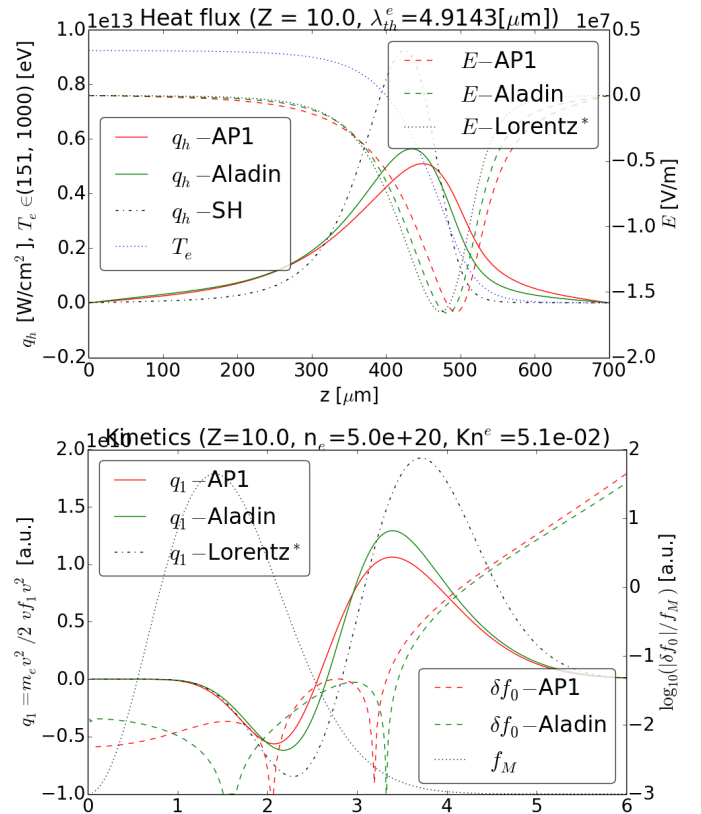 1e13 Heat flux (Z = 10.0, λ_th^e=4.9143[μm]) 1e7
1.0
0.8
0.6
0.4
0.2
0.0
−0.2
q_h [W/cm²], T_e ∈(151, 1000) [eV]
q_h−AP1
q_h−Aladin
q_h−SH
T_e
E−AP1
E−Aladin
E−Lorentz*
0.5
0.0
−0.5
−1.0
−1.5
−2.0
E [V/m]
0 100 200 300 400 500 600 700
z [μm]
1e10 Kinetics (Z=10.0, n_e=5.0e+20, Kn^e =5.1e-02)
2.0
1.5
1.0
0.5
0.0
−0.5
−1.0
q_1 = m_e v²/2 v f_1 v² [a.u.]
q_1−AP1
q_1−Aladin
q_1−Lorentz*
δf_0−AP1
δf_0−Aladin
f_M
2
1
0
−1
−2
−3
log_10(|δf_0|/f_M) [a.u.]
0 1 2 3 4 5 6